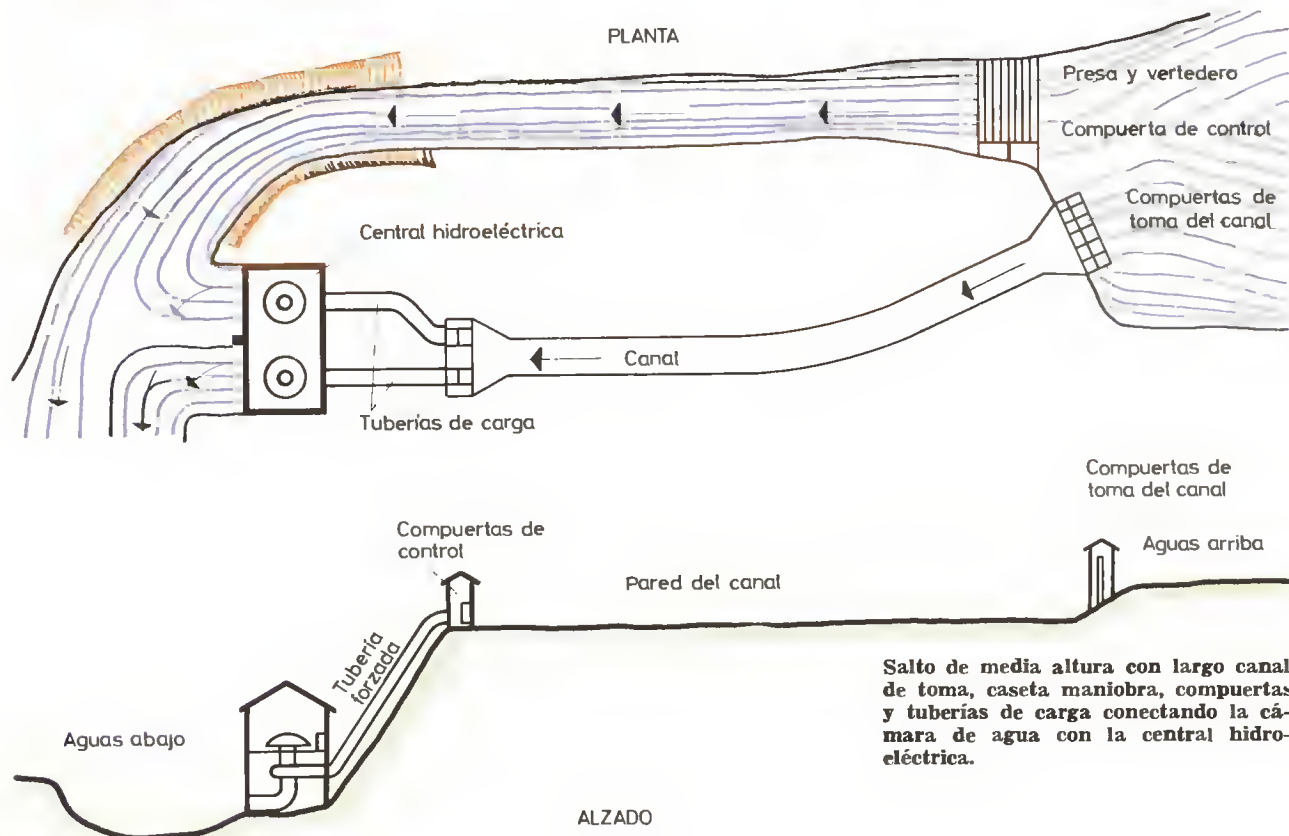 PLANTA
Presa y vertedero
Compuerta de control
Compuertas de
toma del canal
Central hidroeléctrica
Canal
Tuberías de carga
Compuertas de
toma del canal
Compuertas de
control
Aguas arriba
Pared del canal
Tubería
forzada
Aguas abajo
Salto de media altura con largo canal
de toma, caseta maniobra, compuertas
y tuberías de carga conectando la cá-
mara de agua con la central hidro-
eléctrica.
ALZADO